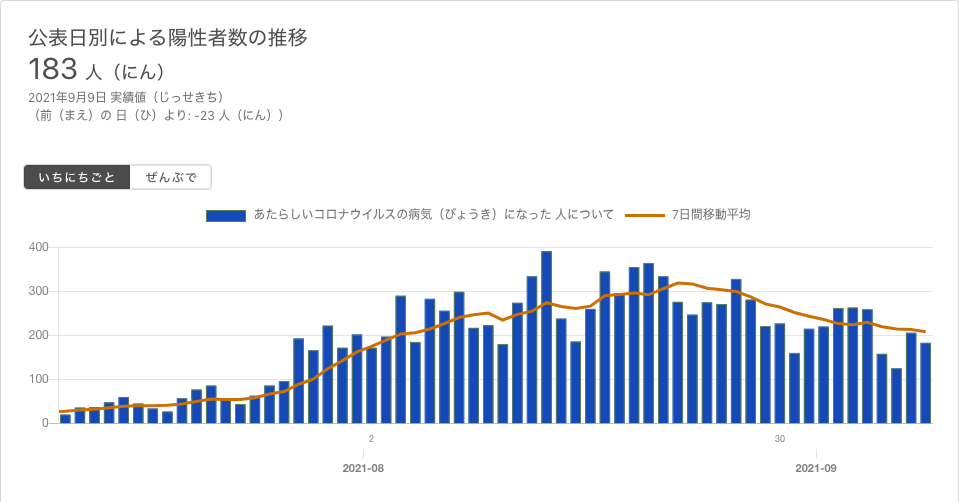 公表日別による陽性者数の推移
183 人（にん）
2021年9月9日 実績値（じっせきち）
（前（まえ）の 日（ひ）より: -23 人（にん））
いちにちごと ぜんぶで
あたらしいコロナウイルスの病気（びょうき）になった 人について 7日間移動平均
400
300
200
100
0
2 30
2021-08 2021-09